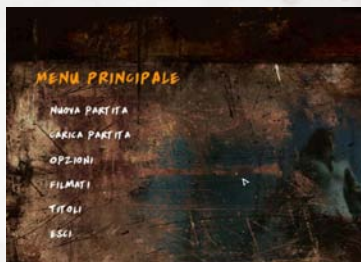 MENU PRINCIPALE
NUOVA PARTITA
CARICA PARTITA
OPZIONI
FILMATI
TITOLI
ESCI